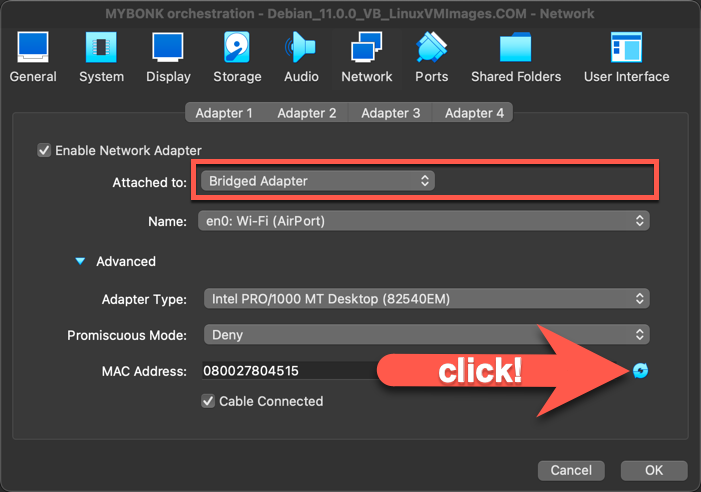 MYBONK orchestration - Debian_11.0.0_VB_LinuxVMImages.COM - Network
General System Display Storage Audio Network Ports Shared Folders User Interface
Adapter 1 Adapter 2 Adapter 3 Adapter 4
Enable Network Adapter
Attached to: Bridged Adapter
Name: en0: Wi-Fi (AirPort)
Advanced
Adapter Type: Intel PRO/1000 MT Desktop (82540EM)
Promiscuous Mode: Deny
MAC Address: 080027804515 click!
Cable Connected
Cancel OK